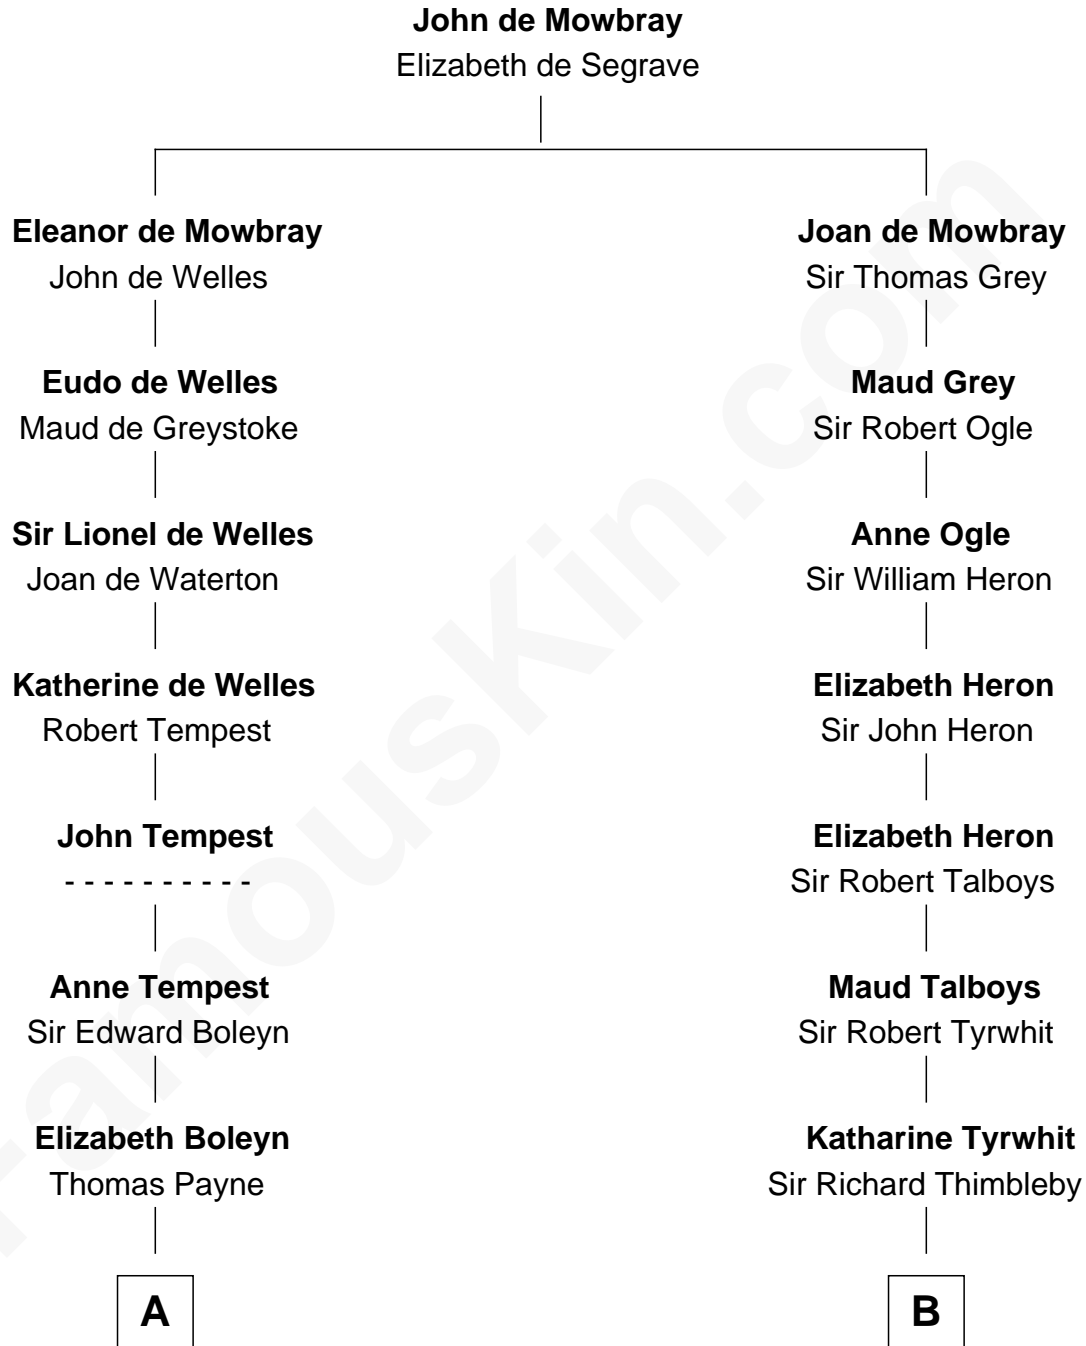 John de Mowbray
Elizabeth de Segrave
Eleanor de Mowbray
John de Welles
Eudo de Welles
Maud de Greystoke
Sir Lionel de Welles
Joan de Waterton
Katherine de Welles
Robert Tempest
John Tempest
- - - - - - - - - -
Anne Tempest
Sir Edward Boleyn
Elizabeth Boleyn
Thomas Payne
A
Joan de Mowbray
Sir Thomas Grey
Maud Grey
Sir Robert Ogle
Anne Ogle
Sir William Heron
Elizabeth Heron
Sir John Heron
Elizabeth Heron
Sir Robert Talboys
Maud Talboys
Sir Robert Tyrwhit
Katharine Tyrwhit
Sir Richard Thimbleby
B
FamousKin.com